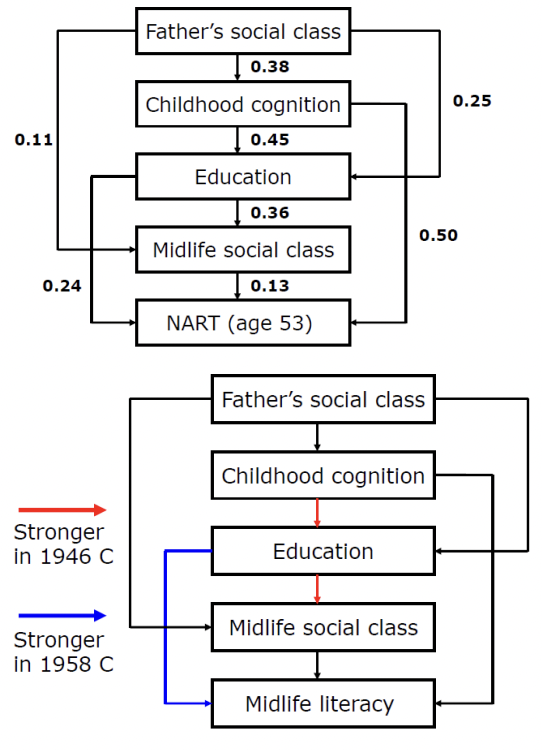 Father’s social class
0.38
Childhood cognition
0.25
0.11
0.45
Education
0.36
0.50
Midlife social class
0.24
0.13
NART (age 53)
Father’s social class
Childhood cognition
Stronger
in 1946 C
Education
Midlife social class
Stronger
in 1958 C
Midlife literacy